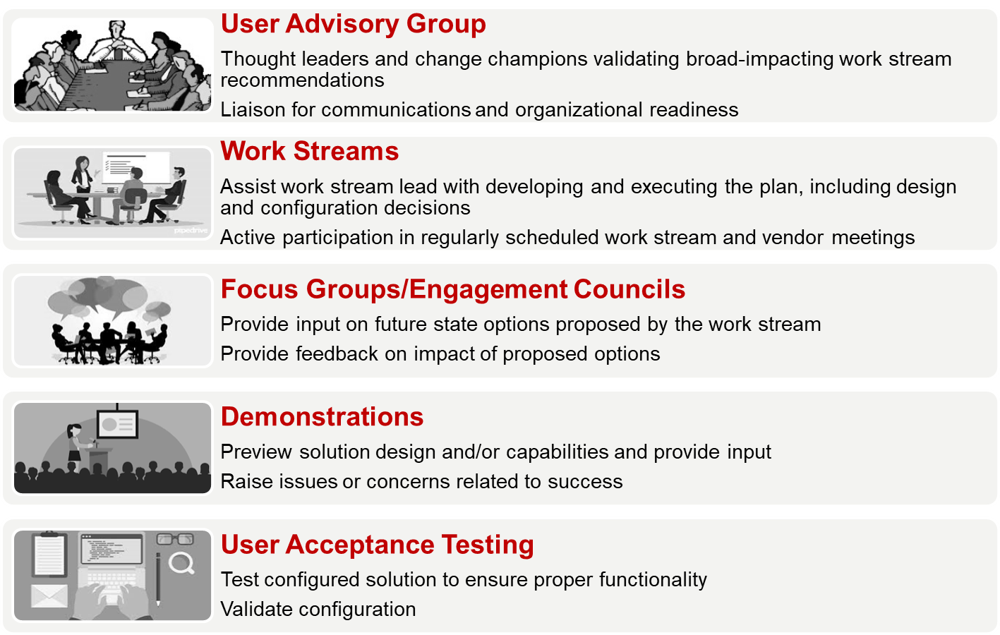 User Advisory Group
Thought leaders and change champions validating broad-impacting work stream
recommendations
Liaison for communications and organizational readiness
Work Streams
Assist work stream lead with developing and executing the plan, including design
and configuration decisions
Active participation in regularly scheduled work stream and vendor meetings
pipedrive
Focus Groups/Engagement Councils
Provide input on future state options proposed by the work stream
Provide feedback on impact of proposed options
Demonstrations
Preview solution design and/or capabilities and provide input
Raise issues or concerns related to success
User Acceptance Testing
Test configured solution to ensure proper functionality
Validate configuration